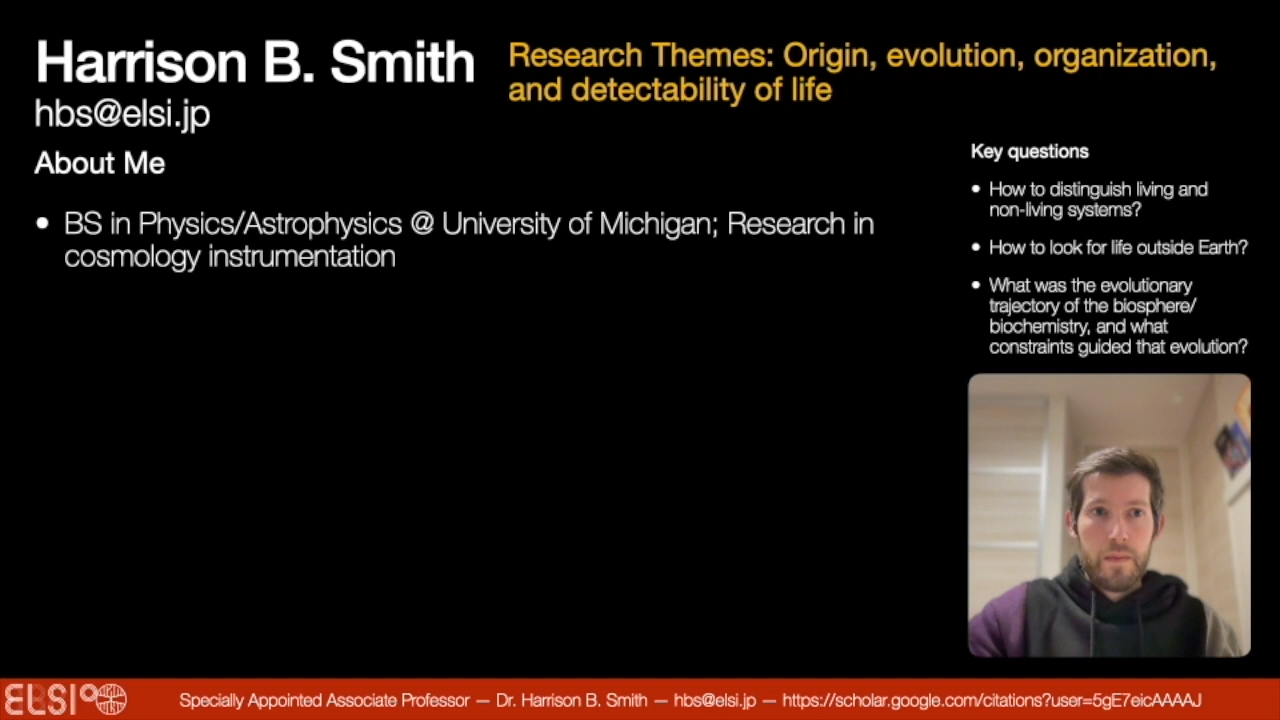 Harrison B. Smith
hbs@elsi.jp
Research Themes: Origin, evolution, organization,
and detectability of life
About Me
• BS in Physics/Astrophysics @ University of Michigan; Research in
cosmology instrumentation
Key questions
• How to distinguish living and
non-living systems?
• How to look for life outside Earth?
• What was the evolutionary
trajectory of the biosphere/
biochemistry, and what
constraints guided that evolution?
ELSI
Specially Appointed Associate Professor — Dr. Harrison B. Smith — hbs@elsi.jp — https://scholar.google.com/citations?user=5gE7eicAAAAJ